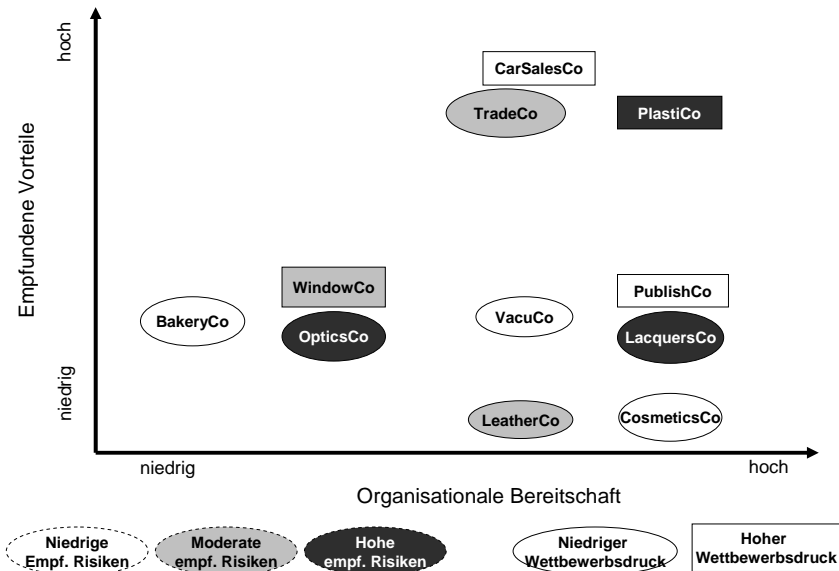 hoch
Empfundene Vorteile
niedrig
CarSalesCo
TradeCo
PlastiCo
WindowCo
PublishCo
BakeryCo
VacuCo
OpticsCo
LacquersCo
LeatherCo
CosmeticsCo
niedrig
hoch
Organisationale Bereitschaft
Niedrige
Empf. Risiken
Moderate
empf. Risiken
Hohe
empf. Risiken
Niedriger
Wettbewerbsdruck
Hoher
Wettbewerbsdruck